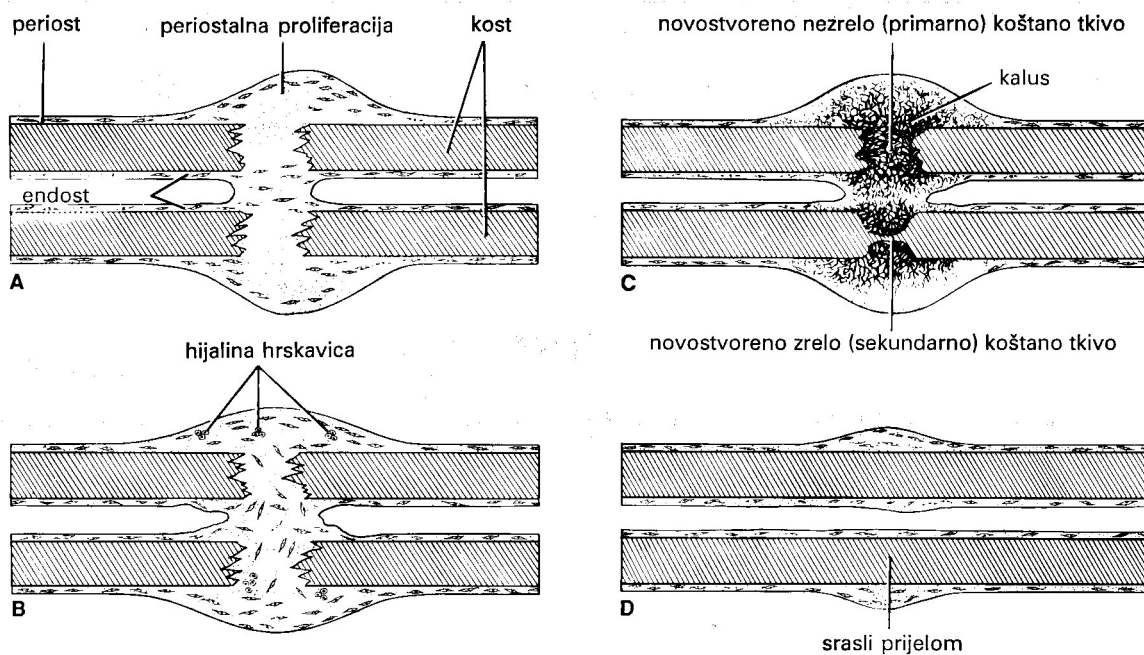 periost
periostalna proliferacija
kost
endost
A
hijalina hrskavica
B
novostvoreno nezrelo (primarno) koštano tkivo
kalus
C
novostvoreno zrelo (sekundarno) koštano tkivo
D
srasli prijelom